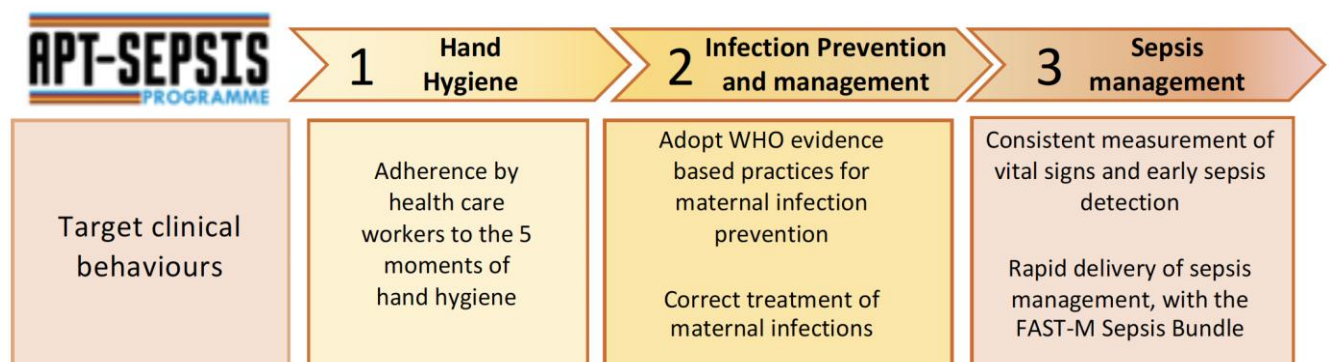 APT-SEPSIS
PROGRAMME
1
Hand
Hygiene
2
Infection Prevention
and management
3
Sepsis
management
Target clinical
behaviours
Adherence by
health care
workers to the 5
moments of
hand hygiene
Adopt WHO evidence
based practices for
maternal infection
prevention
Correct treatment of
maternal infections
Consistent measurement of
vital signs and early sepsis
detection
Rapid delivery of sepsis
management, with the
FAST-M Sepsis Bundle